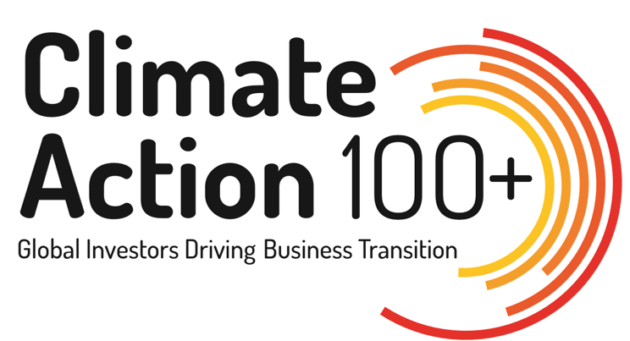 Climate
Action 100+
Global Investors Driving Business Transition